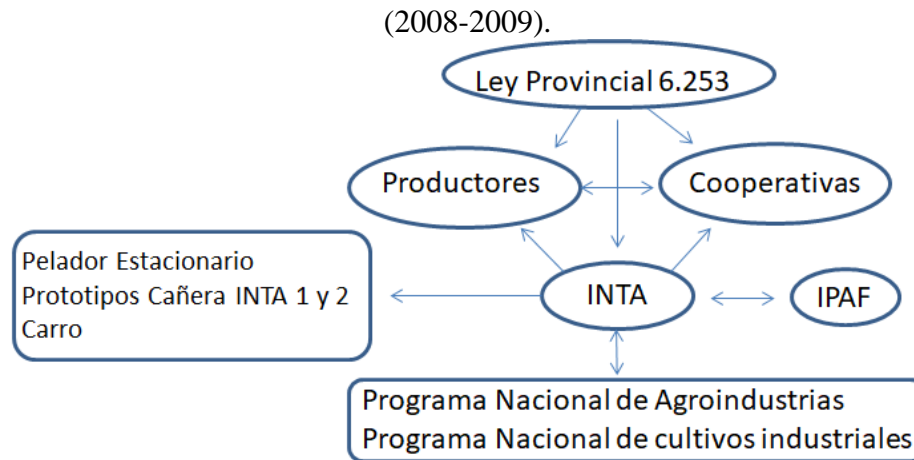 (2008-2009).
Ley Provincial 6.253
Productores
Cooperativas
Pelador Estacionario
Prototipos Cañera INTA 1 y 2
Carro
INTA
IPAF
Programa Nacional de Agroindustrias
Programa Nacional de cultivos industriales